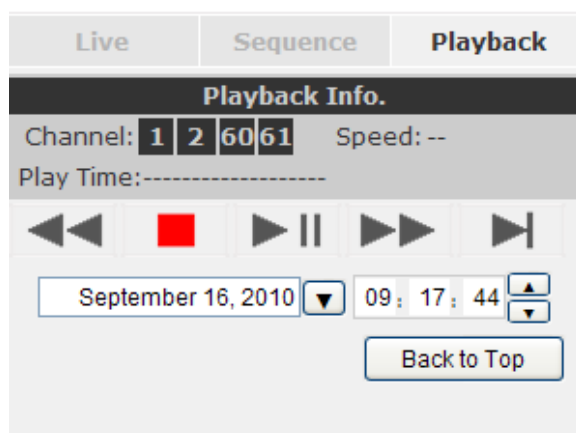 Live Sequence Playback
Playback Info.
Channel: 1 2 60 61 Speed: --
Play Time:-------------------
September 16, 2010 09 : 17 : 44
Back to Top